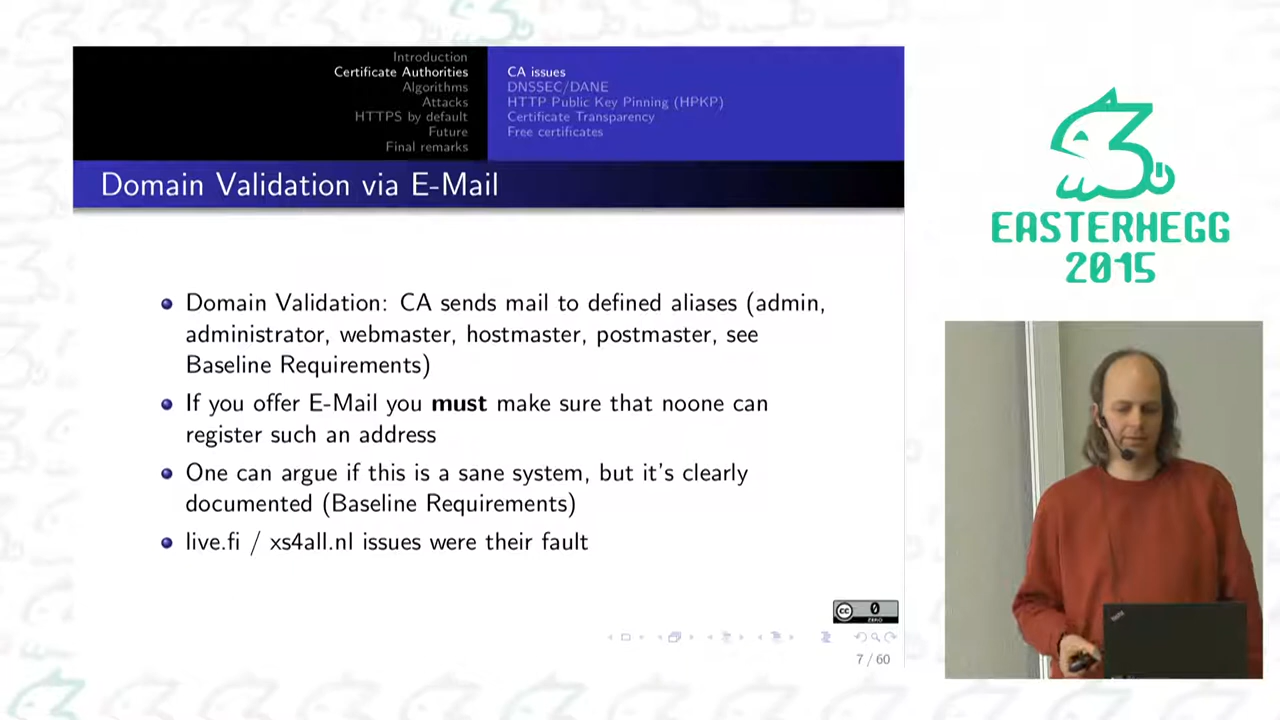 Introduction
Certificate Authorities
Algorithms
Attacks
HTTPS by default
Future
Final remarks
CA issues
DNSSEC/DANE
HTTP Public Key Pinning (HPKP)
Certificate Transparency
Free certificates
Domain Validation via E-Mail
Domain Validation: CA sends mail to defined aliases (admin,
administrator, webmaster, hostmaster, postmaster, see
Baseline Requirements)
If you offer E-Mail you must make sure that noone can
register such an address
One can argue if this is a sane system, but it's clearly
documented (Baseline Requirements)
live.fi / xs4all.nl issues were their fault
cc 0
ZERO
7 / 60
EASTERHEGG
2015